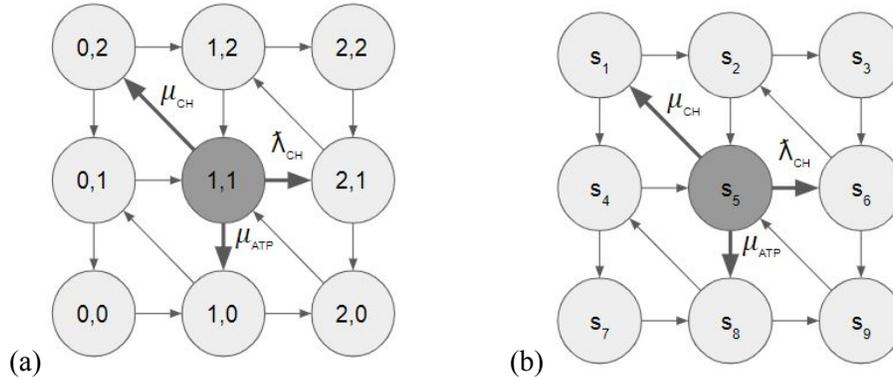 0,2 1,2 2,2
μCH
λCH
0,1 1,1 2,1
μATP
0,0 1,0 2,0
(a)
s1 s2 s3
μCH
λCH
s4 s5 s6
μATP
s7 s8 s9
(b)